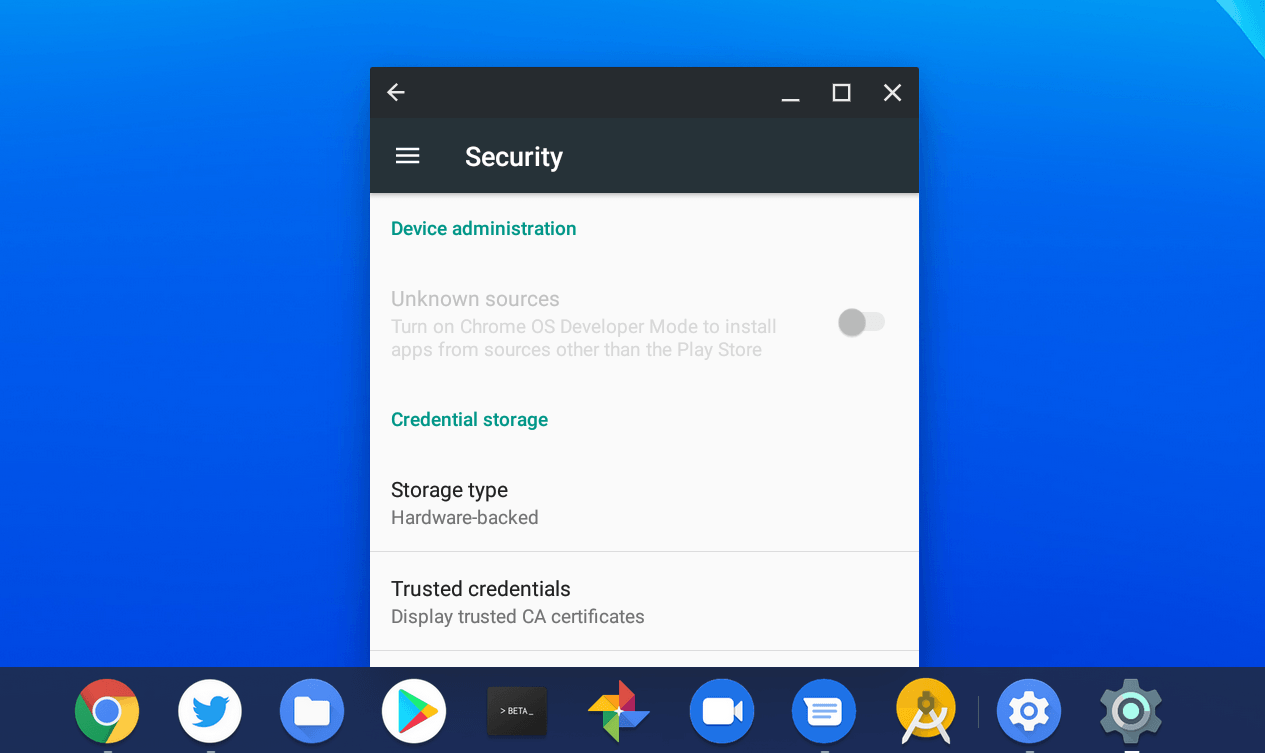 Security
Device administration
Unknown sources
Turn on Chrome OS Developer Mode to install
apps from sources other than the Play Store
Credential storage
Storage type
Hardware-backed
Trusted credentials
Display trusted CA certificates
> BETA_